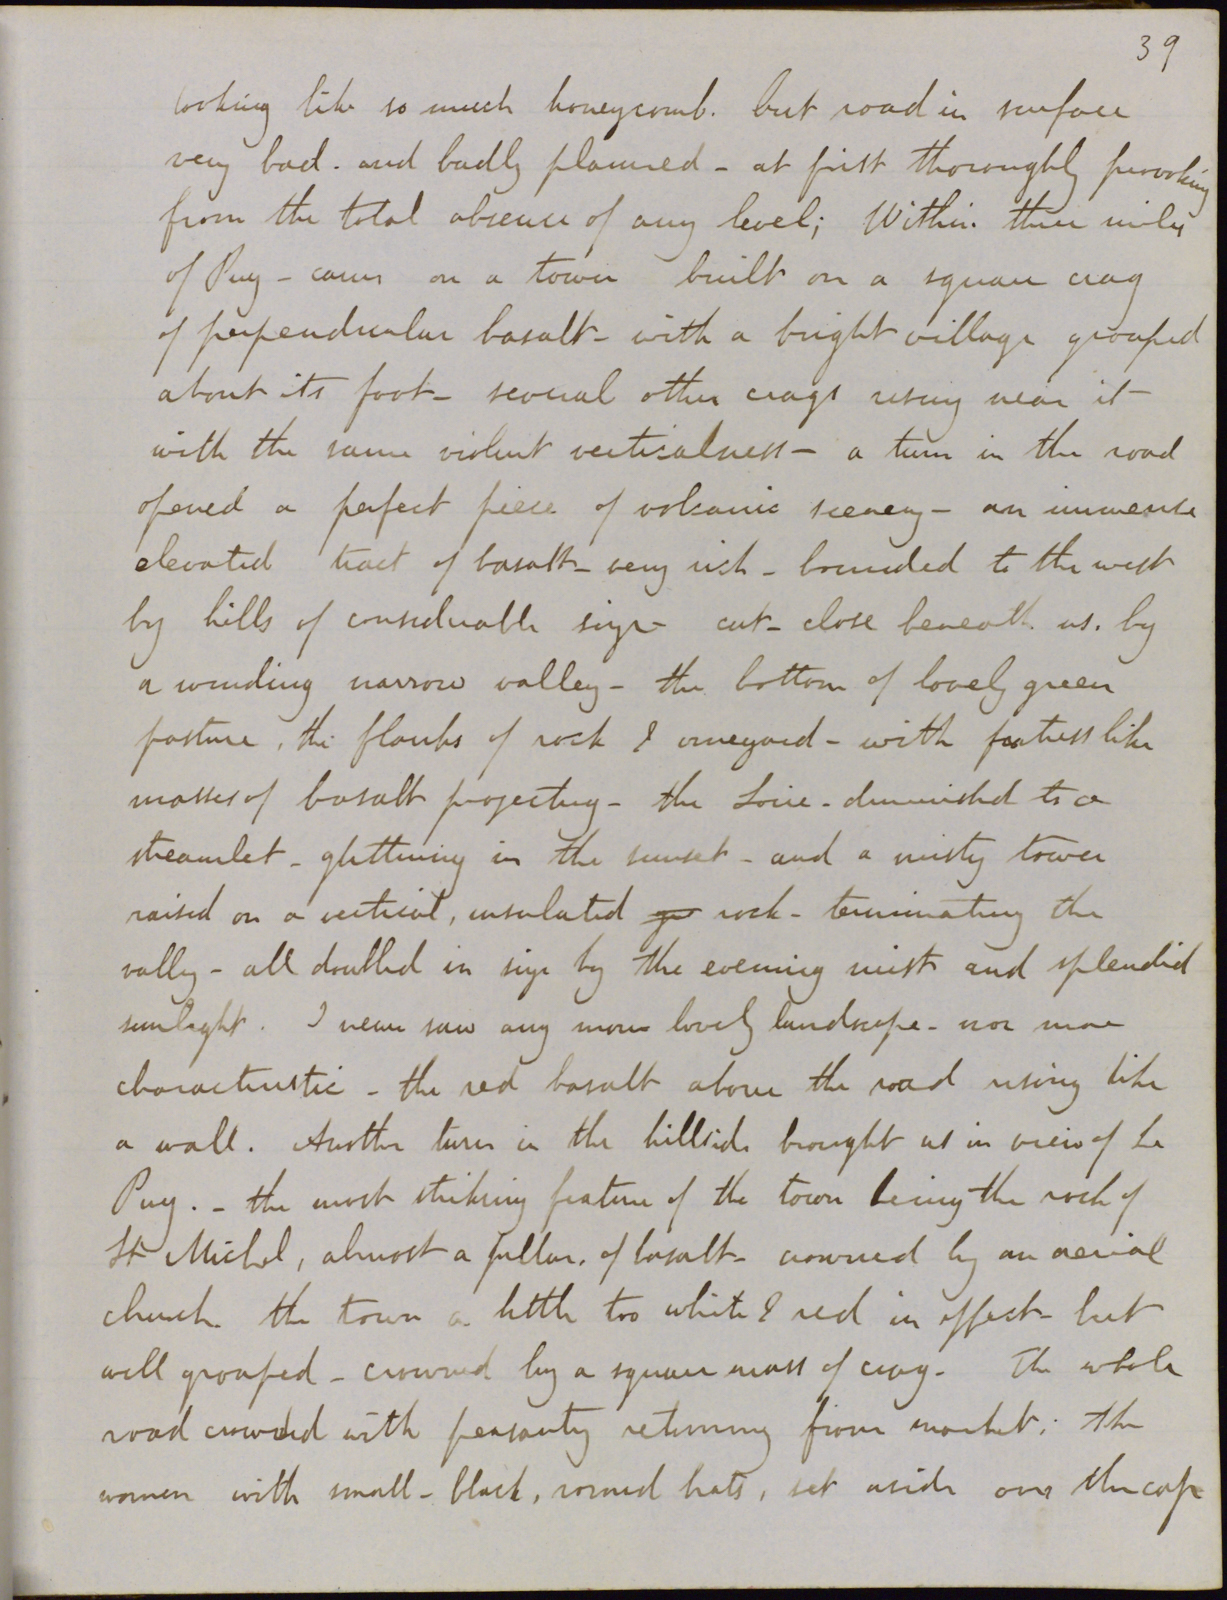 39
looking like so much honeycomb. but road in surface
very bad. and badly planned - at first thoroughly provoking
from the total absence of any level; Within three miles
of Puy - came on a tower built on a square crag
of perpendicular basalt - with a bright village grouped
about its foot - several other crags rising near it -
with the same violent verticalness - a turn in the road
opened a perfect piece of volcanic scenery - an immense
elevated tract of basalt - very rich - bounded to the west
by hills of considerable size - cut - close beneath us. by
a winding narrow valley - the bottom of lovely green
pasture, the flanks of rock & vineyard - with fortress like
masses of basalt projecting - the Loire - diminished to a
streamlet - glittering in the sunset - and a misty tower
raised on a vertical, insulated rock - terminating the
valley - all doubled in size by the evening mist and splendid
sunlight. I never saw any more lovely landscape - nor more
characteristic - the red basalt above the road rising like
a wall. Another turn in the hillside brought us in view of Le
Puy. - the most striking feature of the town being the rock of
St Michel, almost a pillar. of basalt - crowned by an aerial
church. the town a little too white & red in effect - but
well grouped - crowned by a square mass of crag. The whole
road crowded with peasantry returning from market: the
women with small - black, round hats, set aside over the cap